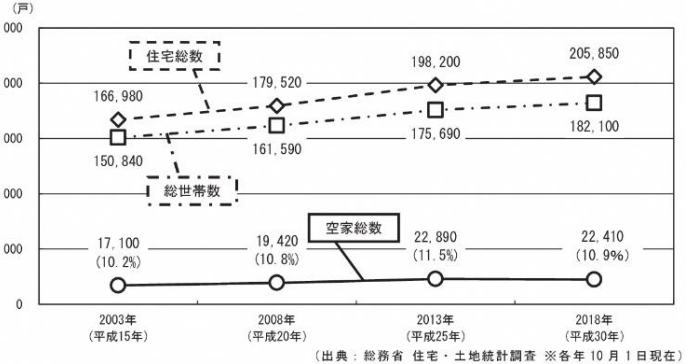 (戸)
000
住宅総数
205,850
198,200
179,520
166,980
000
182,100
175,690
161,590
150,840
総世帯数
000
空家総数
000
17,100
(10.2%)
19,420
(10.8%)
22,890
(11.5%)
22,410
(10.9%)
0
2003年
(平成15年)
2008年
(平成20年)
2013年
(平成25年)
2018年
(平成30年)
(出典:総務省 住宅・土地統計調査 ※各年10月1日現在)